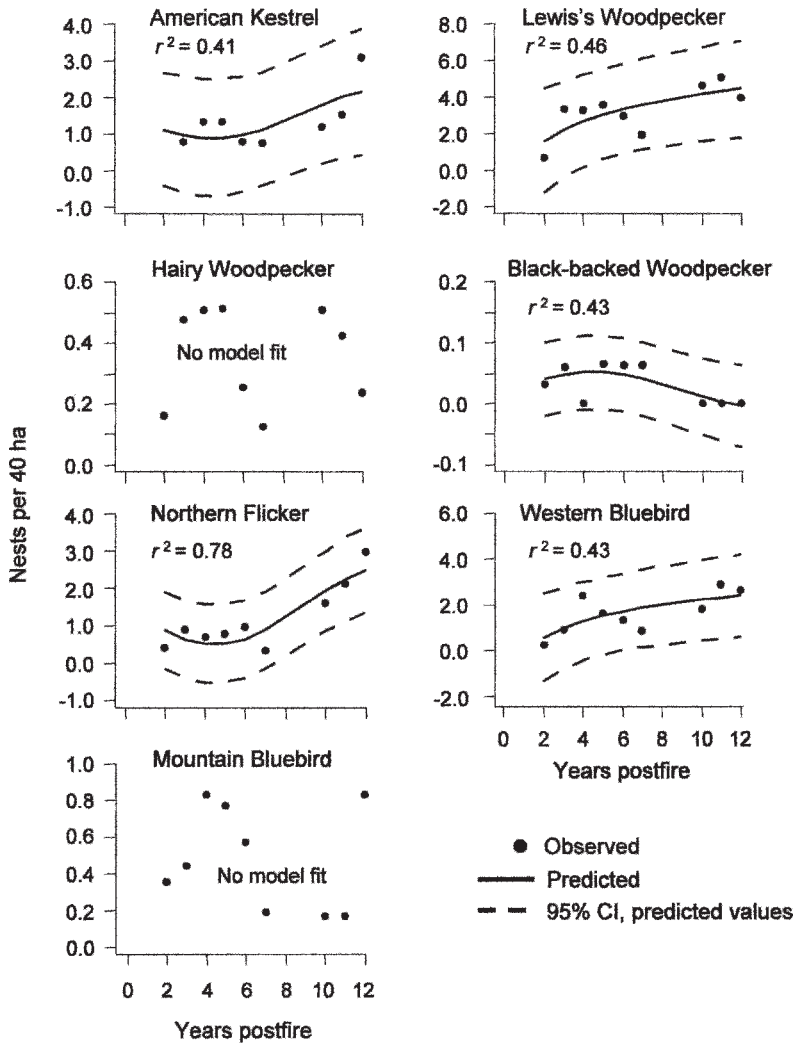 American Kestrel
r² = 0.41
4.0
3.0
2.0
1.0
0.0
-1.0
Lewis's Woodpecker
r² = 0.46
8.0
6.0
4.0
2.0
0.0
-2.0
Hairy Woodpecker
0.6
0.4
0.2
0.0
No model fit
Black-backed Woodpecker
r² = 0.43
0.2
0.1
0.0
-0.1
Nests per 40 ha
Northern Flicker
r² = 0.78
4.0
3.0
2.0
1.0
0.0
-1.0
Western Bluebird
r² = 0.43
6.0
4.0
2.0
0.0
-2.0
0 2 4 6 8 10 12
Years postfire
Mountain Bluebird
1.0
0.8
0.6
0.4
0.2
0.0
No model fit
0 2 4 6 8 10 12
Years postfire
Observed
Predicted
95% CI, predicted values